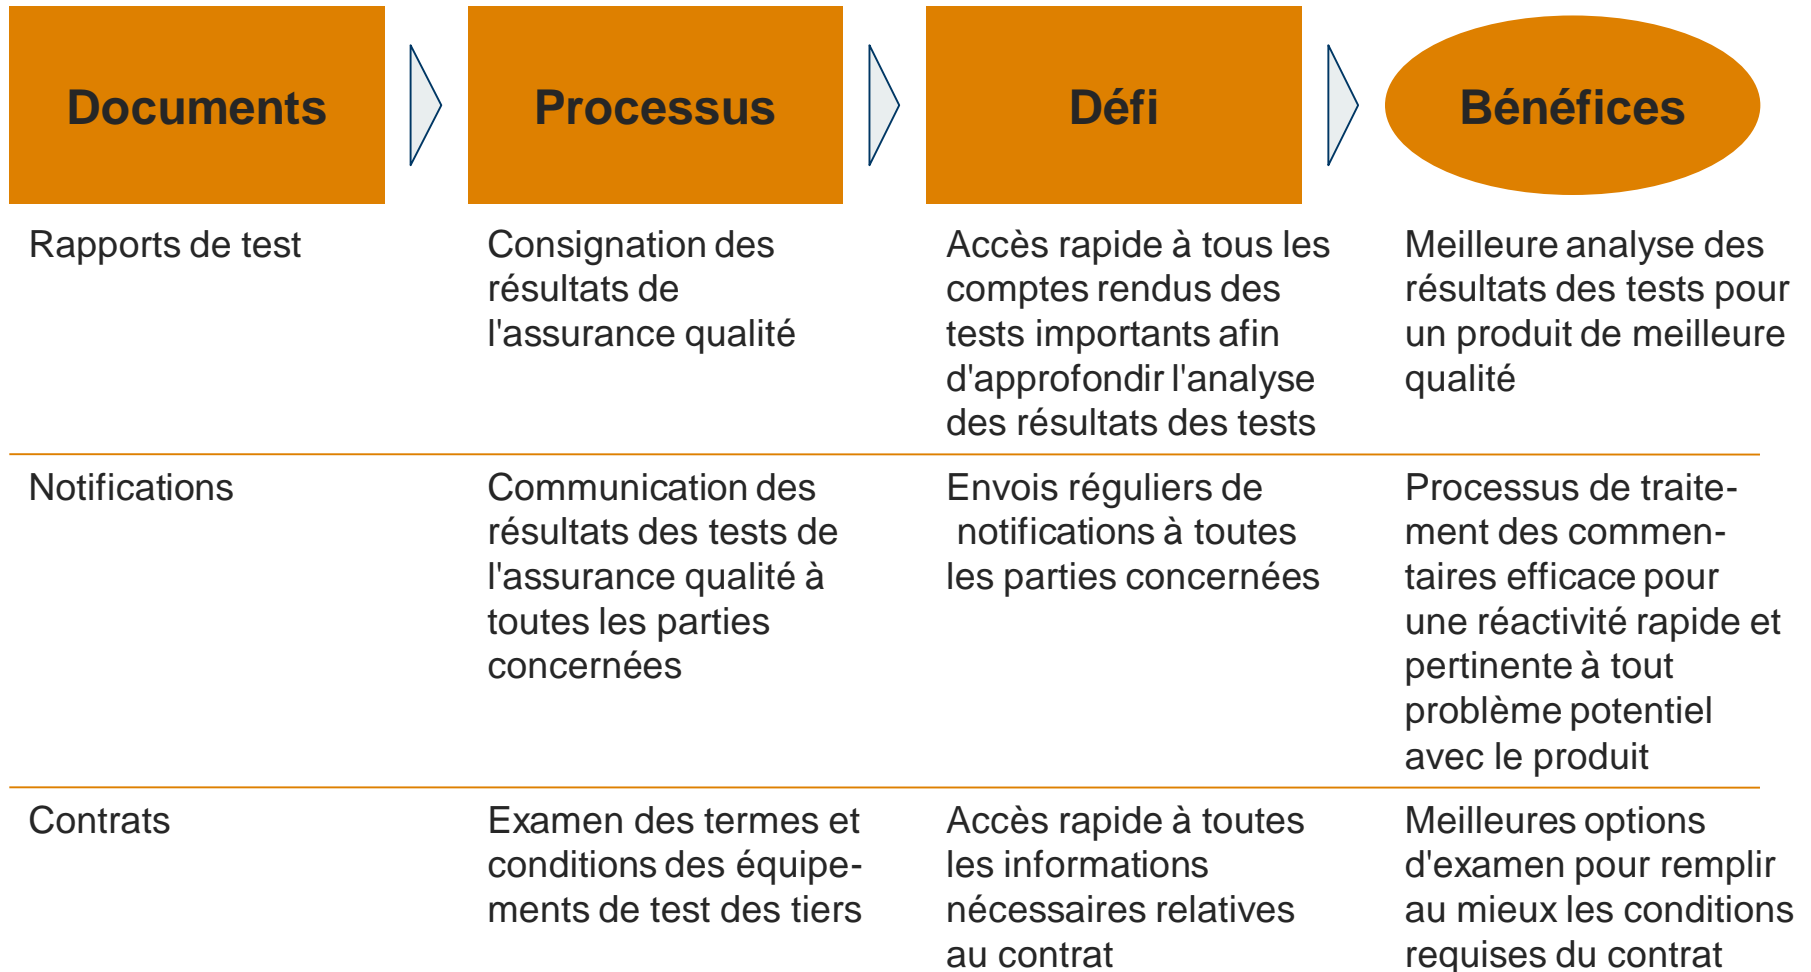 Documents
Processus
Défi
Bénéfices
Rapports de test
Consignation des
résultats de
l'assurance qualité
Accès rapide à tous les
comptes rendus des
tests importants afin
d'approfondir l'analyse
des résultats des tests
Meilleure analyse des
résultats des tests pour
un produit de meilleure
qualité
Notifications
Communication des
résultats des tests de
l'assurance qualité à
toutes les parties
concernées
Envois réguliers de
notifications à toutes
les parties concernées
Processus de traite-
ment des commen-
taires efficace pour
une réactivité rapide et
pertinente à tout
problème potentiel
avec le produit
Contrats
Examen des termes et
conditions des équipe-
ments de test des tiers
Accès rapide à toutes
les informations
nécessaires relatives
au contrat
Meilleures options
d'examen pour remplir
au mieux les conditions
requises du contrat